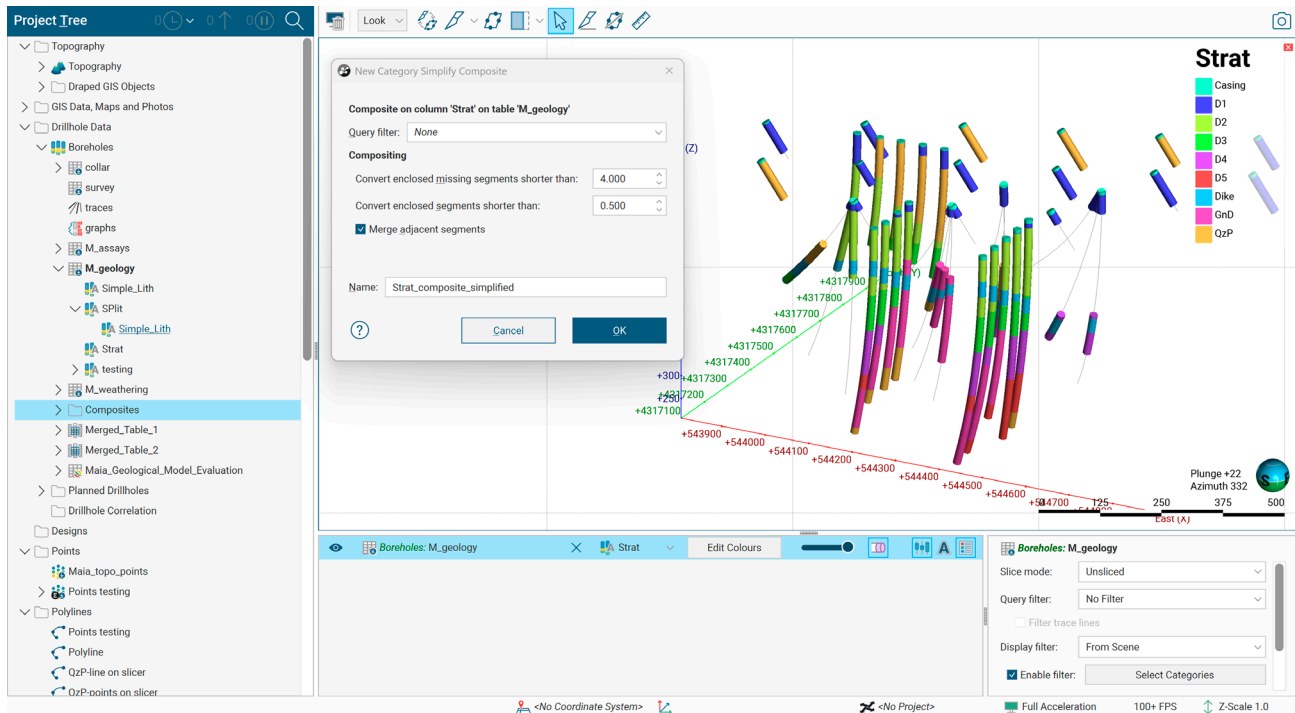 Project Tree
0
0
0
Look
Topography
Topography
Draped GIS Objects
GIS Data, Maps and Photos
Drillhole Data
Boreholes
collar
survey
traces
graphs
M_assays
M_geology
Simple_Lith
SPlit
Simple_Lith
Strat
testing
M_weathering
Composites
Merged_Table_1
Merged_Table_2
Maia_Geological_Model_Evaluation
Planned Drillholes
Drillhole Correlation
Designs
Points
Maia_topo_points
Points testing
Polylines
Points testing
Polyline
QzP-line on slicer
QzP-points on slicer
New Category Simplify Composite
Composite on column 'Strat' on table 'M_geology'
Query filter: None
Compositing
Convert enclosed missing segments shorter than: 4.000
Convert enclosed segments shorter than: 0.500
Merge adjacent segments
Name: Strat_composite_simplified
?
Cancel
OK
(Z)
Y)
+4317900
+4317800
+4317700
+4317600
+4317500
+4317400
+4317300
+4317200
+4317100
+300
+250
+543900
+544000
+544100
+544200
+544300
+544400
+544500
+544600
+544700
East (X)
Strat
Casing
D1
D2
D3
D4
D5
Dike
GnD
QzP
Plunge +22
Azimuth 332
0 125 250 375 500
Boreholes: M_geology
Strat
Edit Colours
A
Boreholes: M_geology
Slice mode: Unsliced
Query filter: No Filter
Filter trace lines
Display filter: From Scene
Enable filter: Select Categories
<No Coordinate System>
<No Project>
Full Acceleration
100+ FPS
Z-Scale 1.0